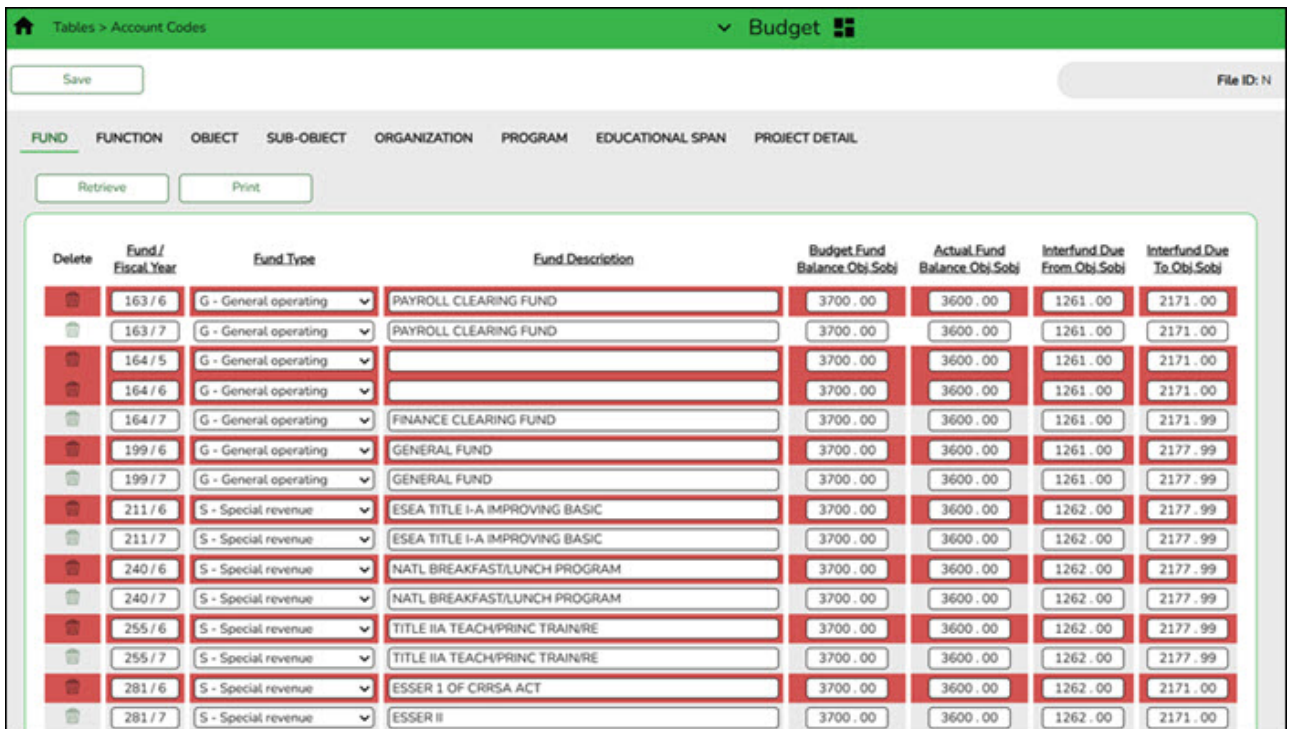 Tables > Account Codes Budget
Save File ID: N
FUND FUNCTION OBJECT SUB-OBJECT ORGANIZATION PROGRAM EDUCATIONAL SPAN PROJECT DETAIL
Retrieve Print
Delete Fund / Fiscal Year Fund Type Fund Description Budget Fund Balance Obj.Sobj Actual Fund Balance Obj.Sobj Interfund Due From Obj.Sobj Interfund Due To Obj.Sobj
163 / 6 G - General operating PAYROLL CLEARING FUND 3700 . 00 3600 . 00 1261 . 00 2171 . 00
163 / 7 G - General operating PAYROLL CLEARING FUND 3700 . 00 3600 . 00 1261 . 00 2171 . 00
164 / 5 G - General operating 3700 . 00 3600 . 00 1261 . 00 2171 . 00
164 / 6 G - General operating 3700 . 00 3600 . 00 1261 . 00 2171 . 00
164 / 7 G - General operating FINANCE CLEARING FUND 3700 . 00 3600 . 00 1261 . 00 2171 . 99
199 / 6 G - General operating GENERAL FUND 3700 . 00 3600 . 00 1261 . 00 2177 . 99
199 / 7 G - General operating GENERAL FUND 3700 . 00 3600 . 00 1261 . 00 2177 . 99
211 / 6 S - Special revenue ESEA TITLE I-A IMPROVING BASIC 3700 . 00 3600 . 00 1262 . 00 2177 . 99
211 / 7 S - Special revenue ESEA TITLE I-A IMPROVING BASIC 3700 . 00 3600 . 00 1262 . 00 2177 . 99
240 / 6 S - Special revenue NATL BREAKFAST/LUNCH PROGRAM 3700 . 00 3600 . 00 1262 . 00 2177 . 99
240 / 7 S - Special revenue NATL BREAKFAST/LUNCH PROGRAM 3700 . 00 3600 . 00 1262 . 00 2177 . 99
255 / 6 S - Special revenue TITLE IIA TEACH/PRINC TRAIN/RE 3700 . 00 3600 . 00 1262 . 00 2177 . 99
255 / 7 S - Special revenue TITLE IIA TEACH/PRINC TRAIN/RE 3700 . 00 3600 . 00 1262 . 00 2177 . 99
281 / 6 S - Special revenue ESSER 1 OF CRRSA ACT 3700 . 00 3600 . 00 1262 . 00 2171 . 00
281 / 7 S - Special revenue ESSER II 3700 . 00 3600 . 00 1262 . 00 2171 . 00